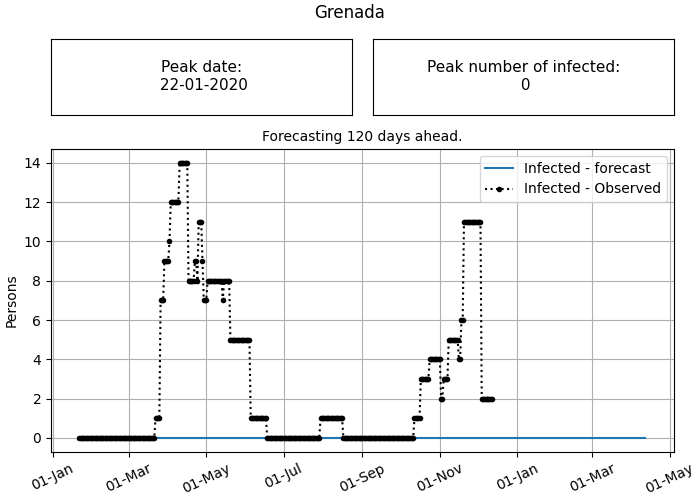 Grenada
Peak date:
22-01-2020
Peak number of infected:
0
Forecasting 120 days ahead.
Infected - forecast
Infected - Observed
Persons
14
12
10
8
6
4
2
0
01-Jan
01-Mar
01-May
01-Jul
01-Sep
01-Nov
01-Jan
01-Mar
01-May